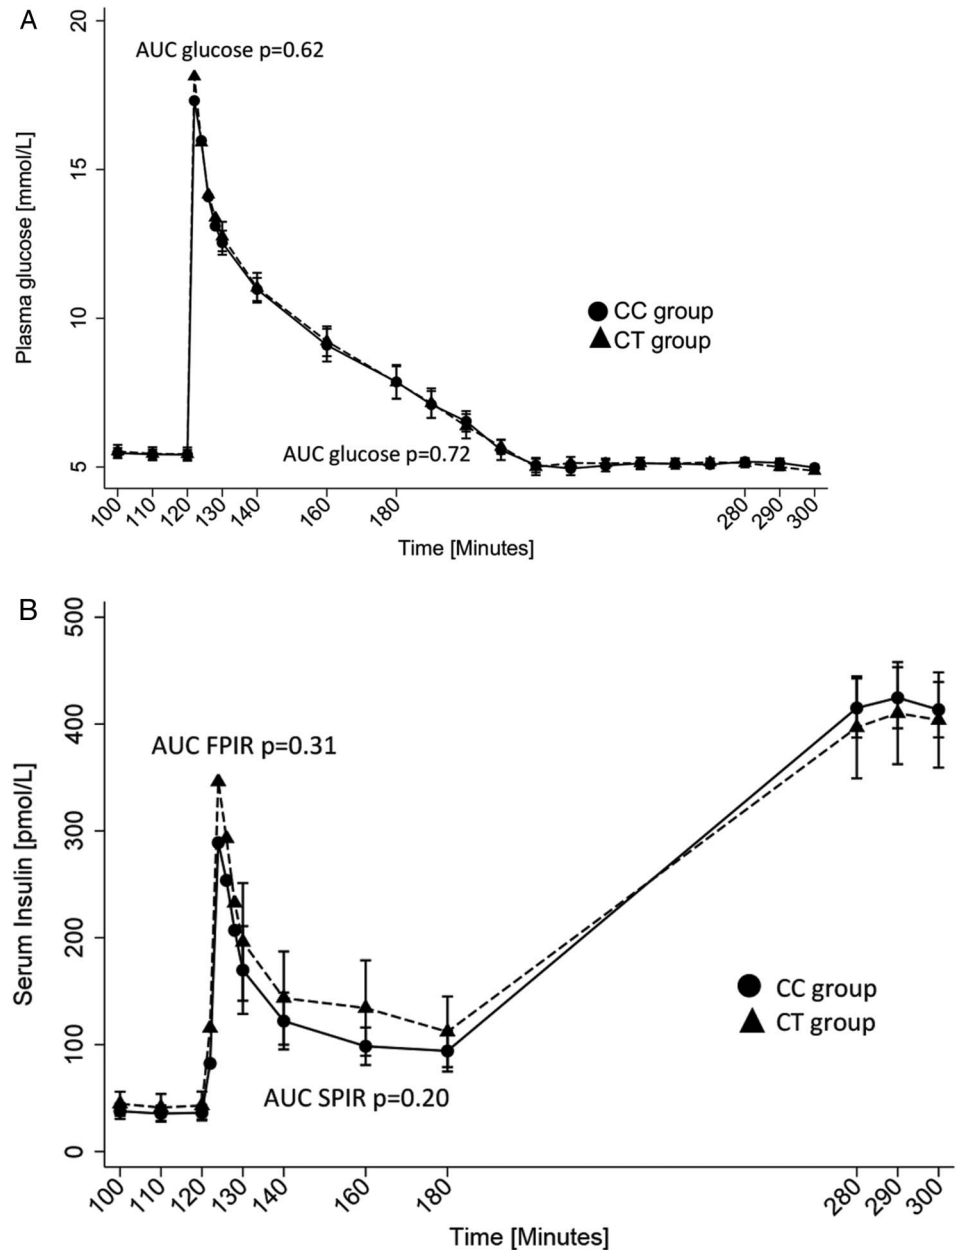 A
AUC glucose p=0.62
20
15
10
5
Plasma glucose [mmol/L]
CC group
CT group
AUC glucose p=0.72
100 110 120 130 140 160 180 280 290 300
Time [Minutes]
B
500
400
300
200
100
0
Serum Insulin [pmol/L]
AUC FPIR p=0.31
CC group
CT group
AUC SPIR p=0.20
100 110 120 130 140 160 180 280 290 300
Time [Minutes]